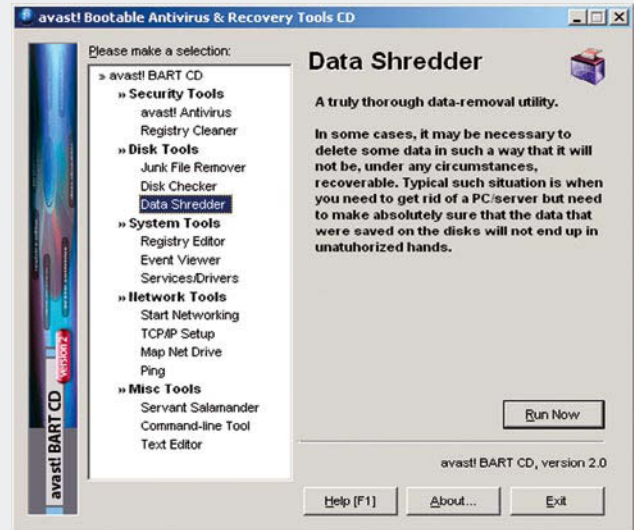 avast! Bootable Antivirus & Recovery Tools CD
Please make a selection:
» avast! BART CD
» Security Tools
avast! Antivirus
Registry Cleaner
» Disk Tools
Junk File Remover
Disk Checker
Data Shredder
» System Tools
Registry Editor
Event Viewer
Services/Drivers
» Network Tools
Start Networking
TCP/IP Setup
Map Net Drive
Ping
» Misc Tools
Servant Salamander
Command-line Tool
Text Editor
Data Shredder
A truly thorough data-removal utility.
In some cases, it may be necessary to
delete some data in such a way that it will
not be, under any circumstances,
recoverable. Typical such situation is when
you need to get rid of a PC/server but need
to make absolutely sure that the data that
were saved on the disks will not end up in
unatuhorized hands.
Run Now
avast! BART CD, version 2.0
Help [F1]
About...
Exit
avast! BART CD
version 2